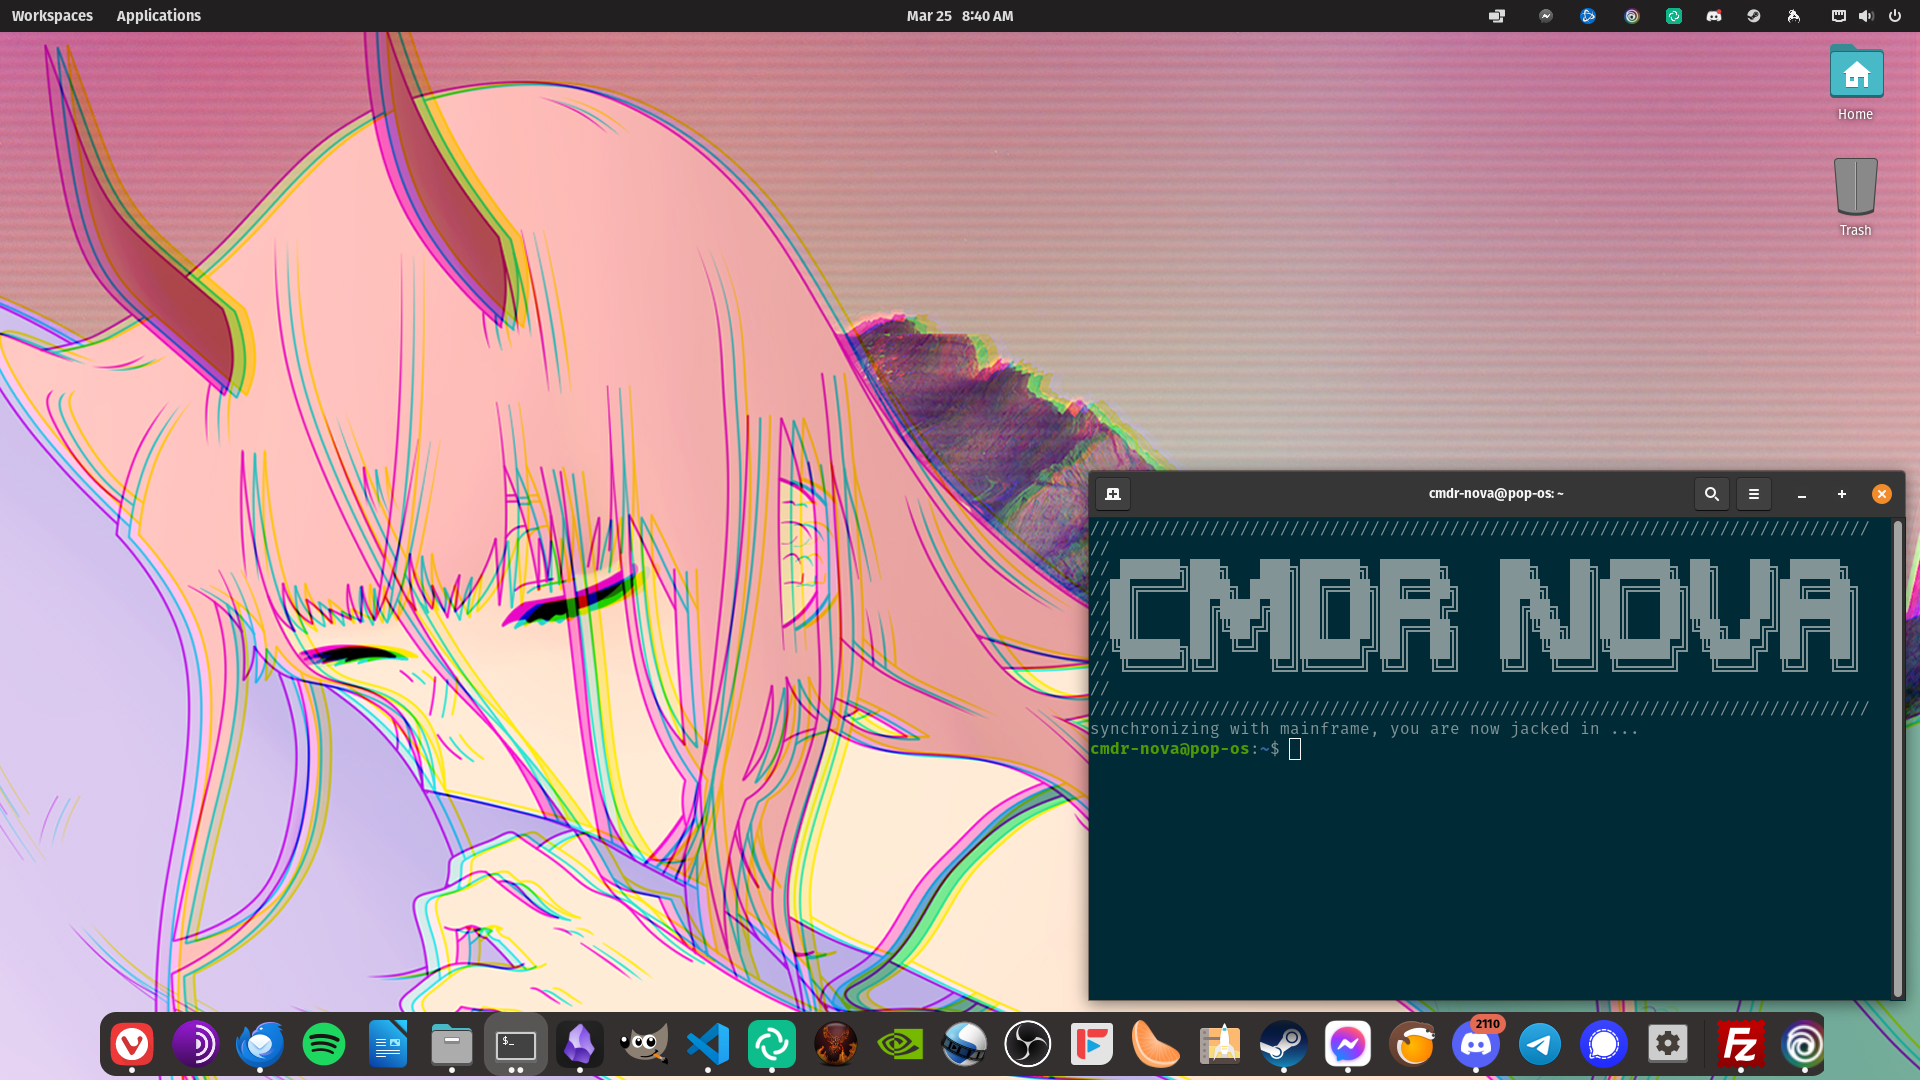 Workspaces Applications Mar 25 8:40 AM
Home
Trash
cmdr-nova@pop-os: ~
//////////////////////////////////////////////////////////////////////////////
//
// CMDR NOVA
//
//
//
//
//
//
//////////////////////////////////////////////////////////////////////////////
synchronizing with mainframe, you are now jacked in ...
cmdr-nova@pop-os:~$
$_
2110
Fz